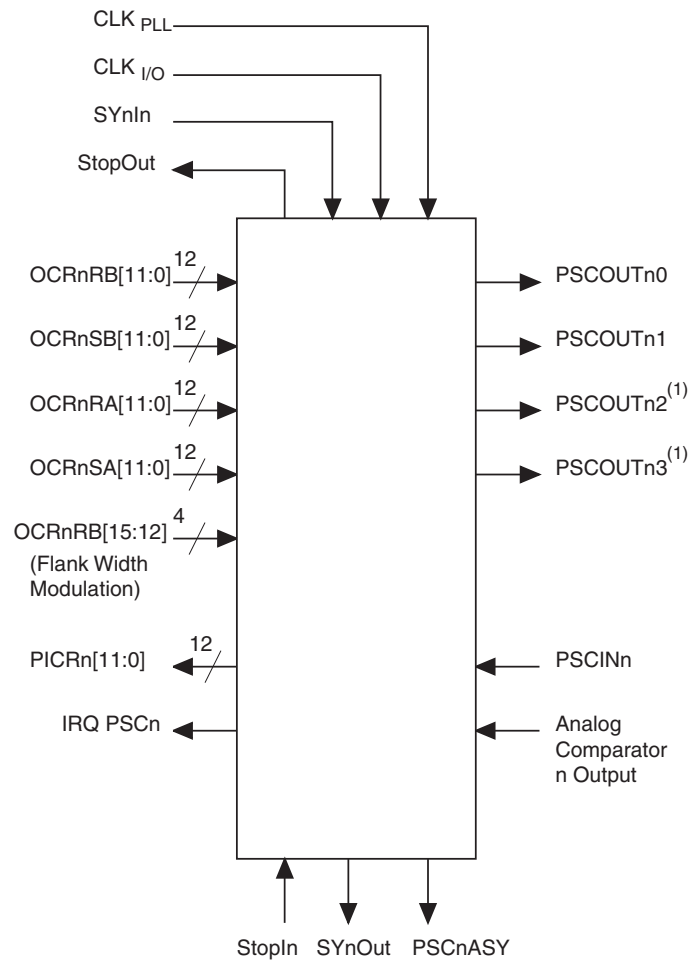 CLK PLL
CLK I/O
SYnIn
StopOut
12
OCRnRB[11:0]
PSCOUTn0
12
OCRnSB[11:0]
PSCOUTn1
12
OCRnRA[11:0]
PSCOUTn2(1)
12
OCRnSA[11:0]
PSCOUTn3(1)
4
OCRnRB[15:12]
(Flank Width
Modulation)
12
PICRn[11:0]
PSCINn
IRQ PSCn
Analog
Comparator
n Output
StopIn SYnOut PSCnASY